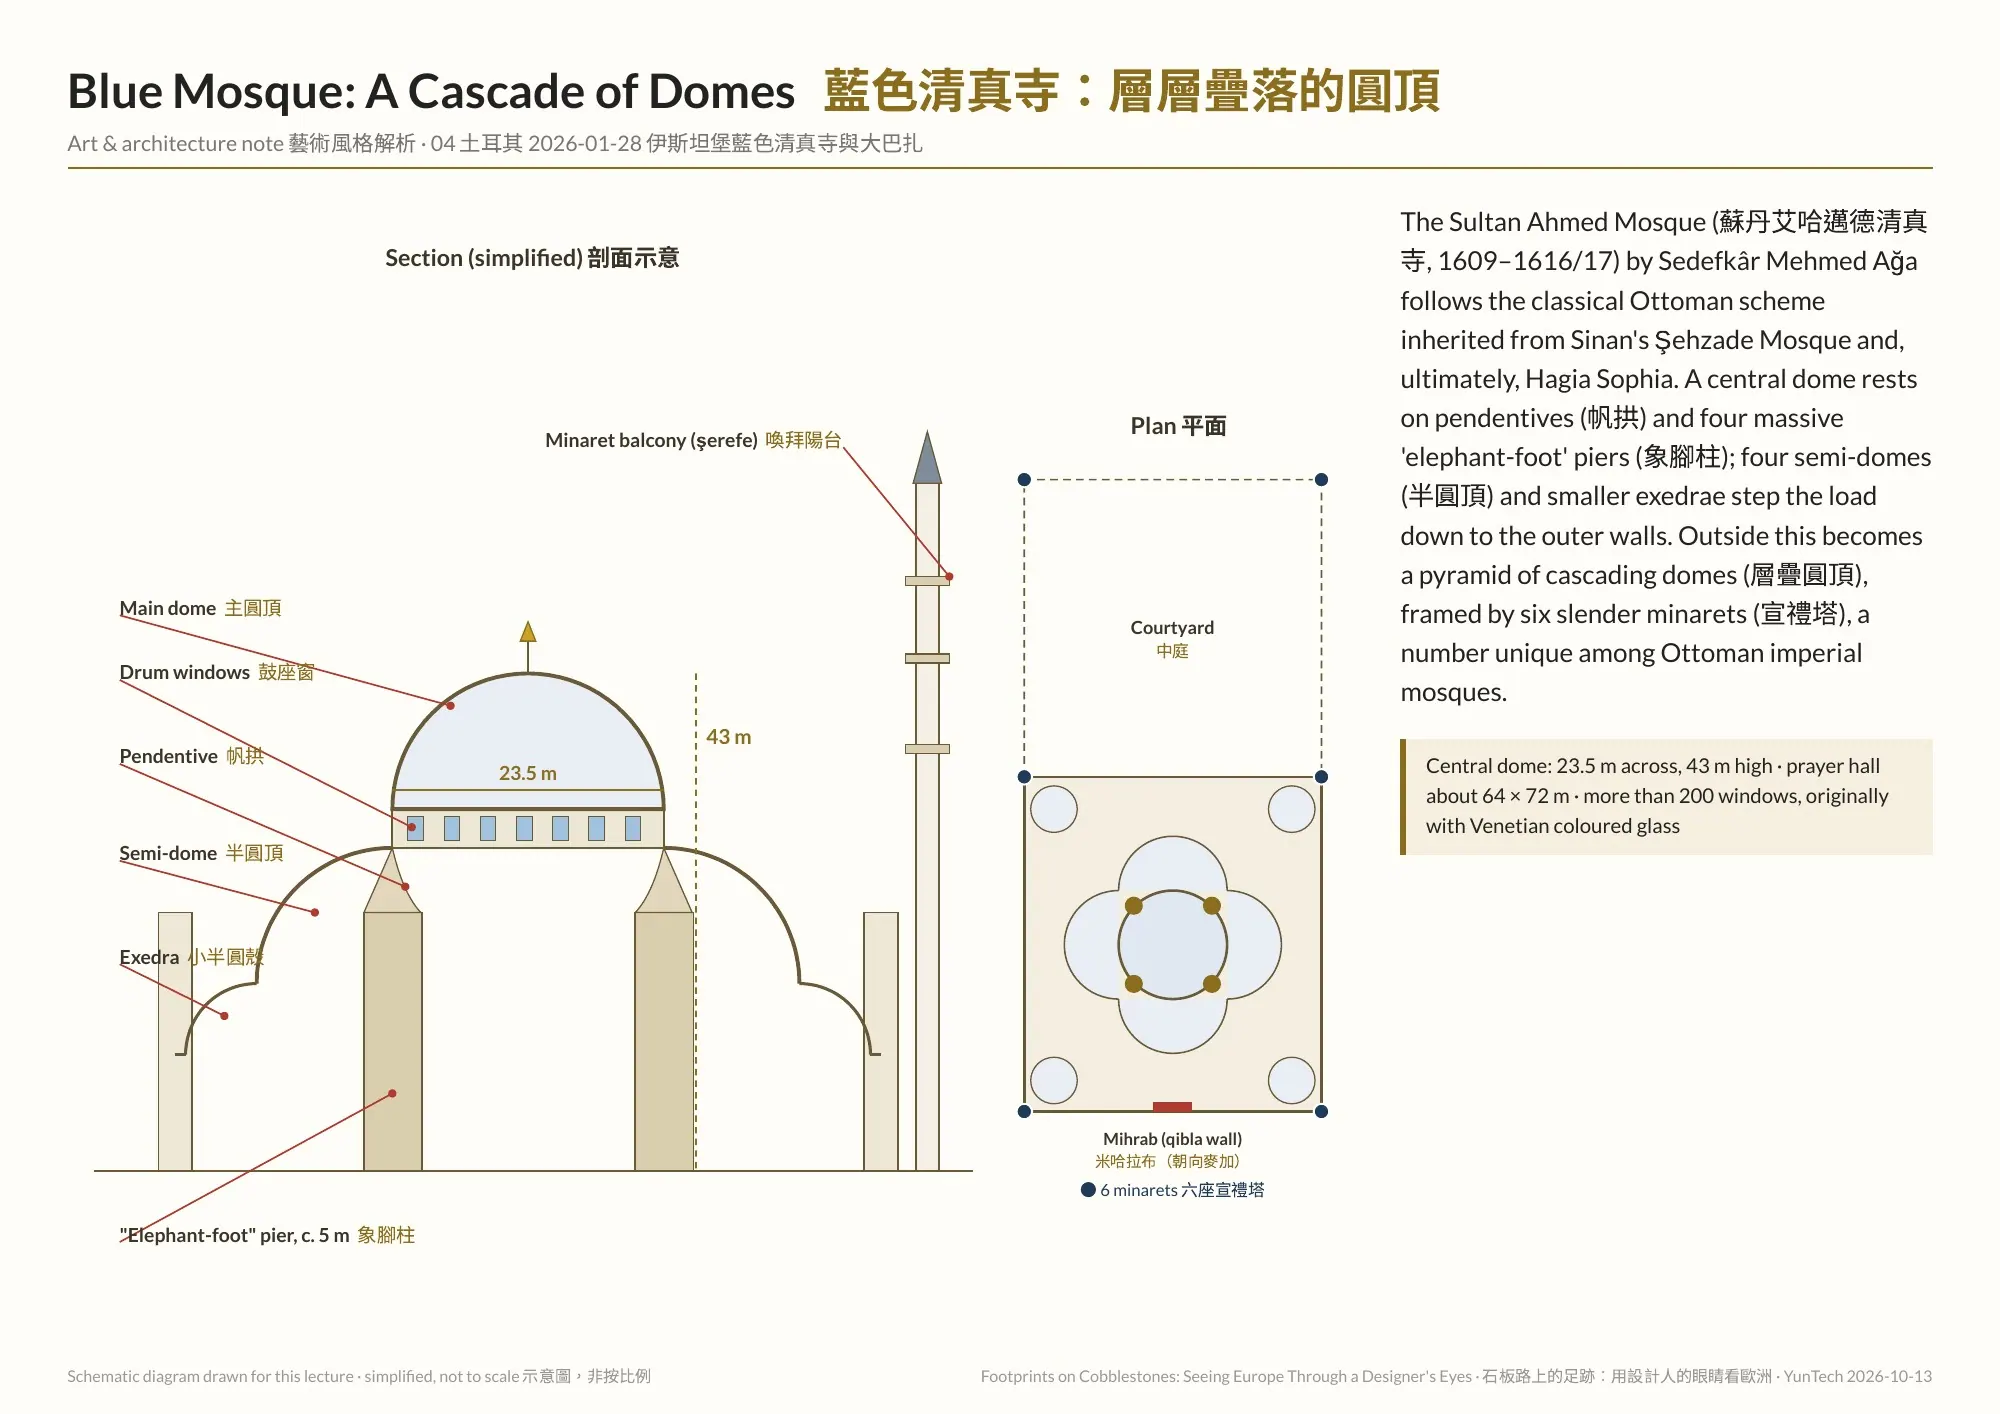 Blue Mosque: A Cascade of Domes 藍色清真寺：層層疊落的圓頂
Art & architecture note 藝術風格解析 · 04 土耳其 2026-01-28 伊斯坦堡藍色清真寺與大巴扎
Section (simplified) 剖面示意
Minaret balcony (şerefe) 喚拜陽台
Main dome 主圓頂
Drum windows 鼓座窗
43 m
23.5 m
Pendentive 帆拱
Semi-dome 半圓頂
Exedra 小半圓殼
"Elephant-foot" pier, c. 5 m 象腳柱
Plan 平面
Courtyard
中庭
Mihrab (qibla wall)
米哈拉布（朝向麥加）
6 minarets 六座宣禮塔
The Sultan Ahmed Mosque (蘇丹艾哈邁德清真
寺, 1609–1616/17) by Sedefkâr Mehmed Ağa
follows the classical Ottoman scheme
inherited from Sinan's Şehzade Mosque and,
ultimately, Hagia Sophia. A central dome rests
on pendentives (帆拱) and four massive
'elephant-foot' piers (象腳柱); four semi-domes
(半圓頂) and smaller exedrae step the load
down to the outer walls. Outside this becomes
a pyramid of cascading domes (層疊圓頂),
framed by six slender minarets (宣禮塔), a
number unique among Ottoman imperial
mosques.
Central dome: 23.5 m across, 43 m high · prayer hall
about 64 × 72 m · more than 200 windows, originally
with Venetian coloured glass
Schematic diagram drawn for this lecture · simplified, not to scale 示意圖，非按比例
Footprints on Cobblestones: Seeing Europe Through a Designer's Eyes · 石板路上的足跡：用設計人的眼睛看歐洲 · YunTech 2026-10-13